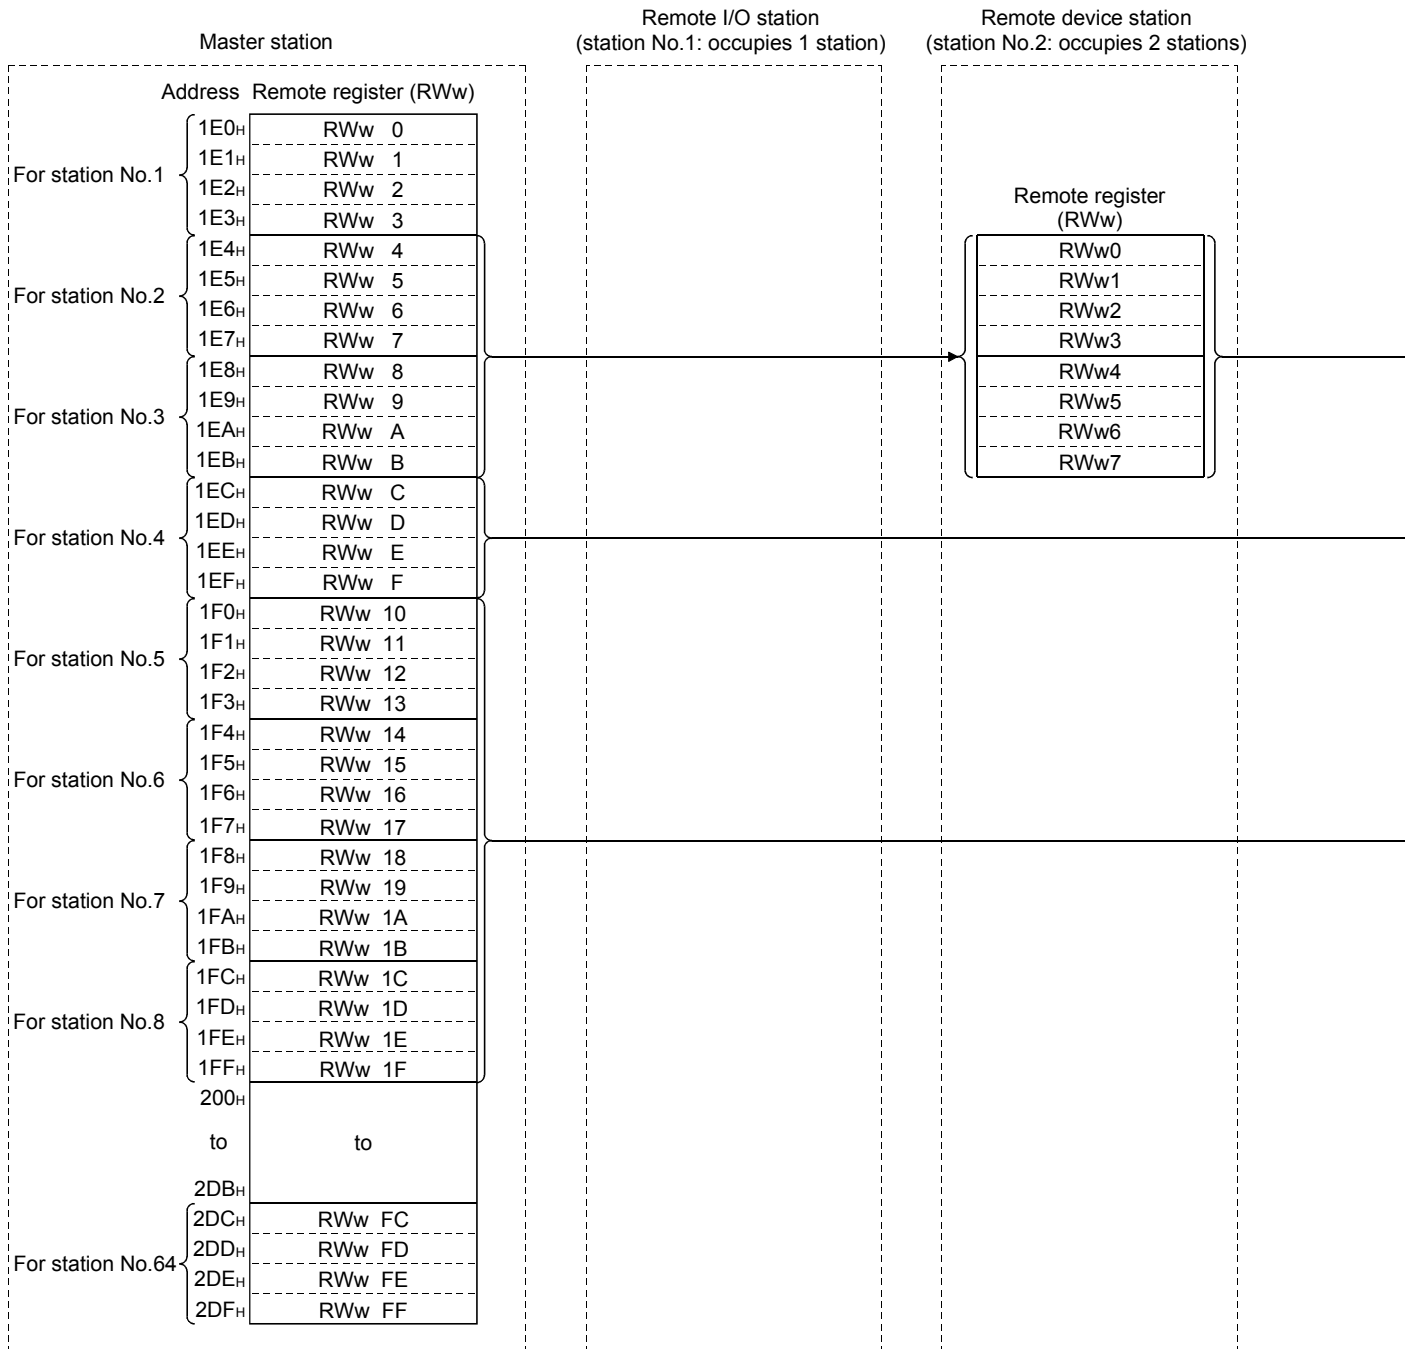 Master station
Remote I/O station
(station No.1: occupies 1 station)
Remote device station
(station No.2: occupies 2 stations)
Address Remote register (RWw)
For station No.1
1E0H RWw 0
1E1H RWw 1
1E2H RWw 2
1E3H RWw 3
For station No.2
1E4H RWw 4
1E5H RWw 5
1E6H RWw 6
1E7H RWw 7
For station No.3
1E8H RWw 8
1E9H RWw 9
1EAH RWw A
1EBH RWw B
For station No.4
1ECH RWw C
1EDH RWw D
1EEH RWw E
1EFH RWw F
For station No.5
1F0H RWw 10
1F1H RWw 11
1F2H RWw 12
1F3H RWw 13
For station No.6
1F4H RWw 14
1F5H RWw 15
1F6H RWw 16
1F7H RWw 17
For station No.7
1F8H RWw 18
1F9H RWw 19
1FAH RWw 1A
1FBH RWw 1B
For station No.8
1FCH RWw 1C
1FDH RWw 1D
1FEH RWw 1E
1FFH RWw 1F
200H
to to
2DBH
For station No.64
2DCH RWw FC
2DDH RWw FD
2DEH RWw FE
2DFH RWw FF
Remote register
(RWw)
RWw0
RWw1
RWw2
RWw3
RWw4
RWw5
RWw6
RWw7